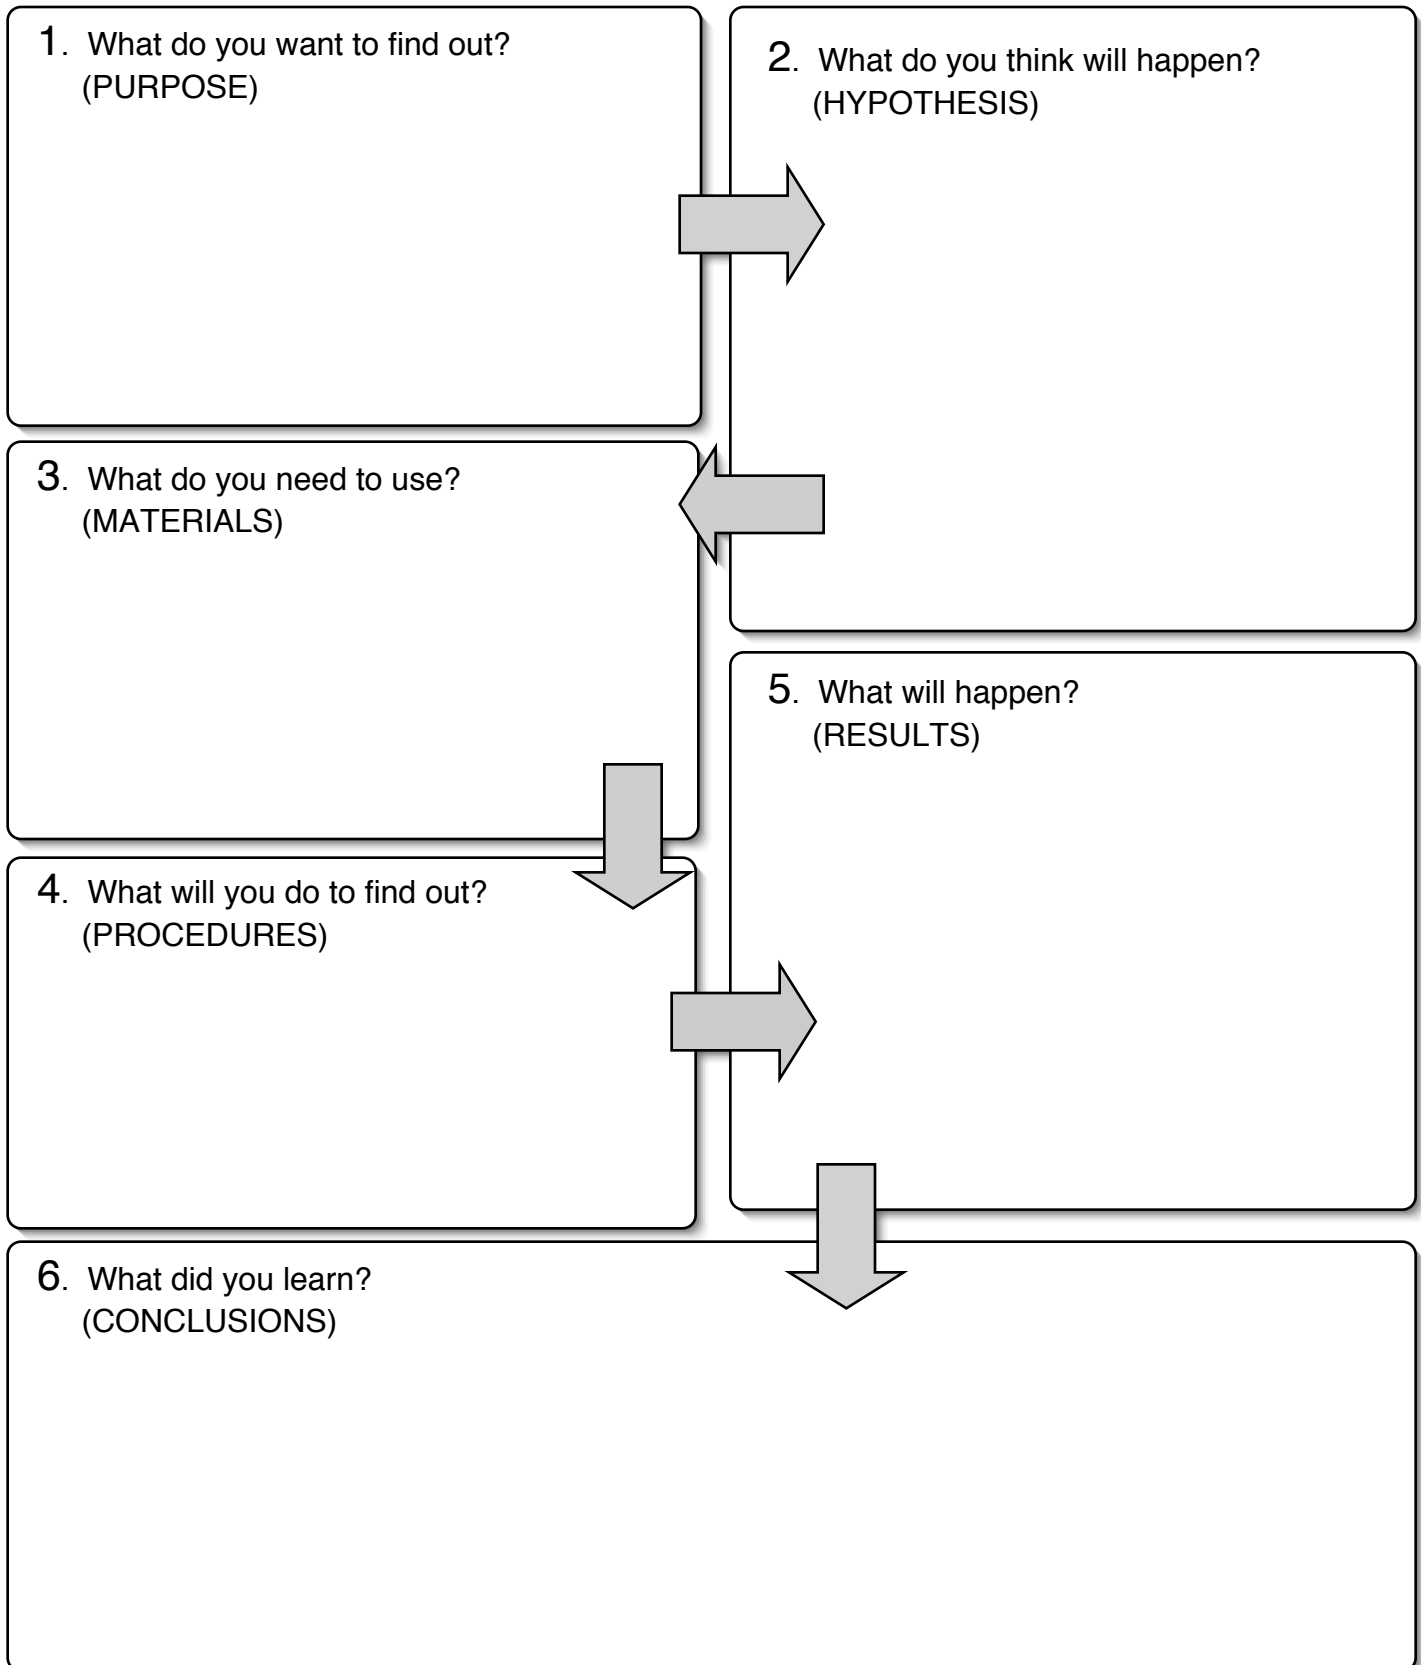 1. What do you want to find out?
(PURPOSE)
2. What do you think will happen?
(HYPOTHESIS)
3. What do you need to use?
(MATERIALS)
4. What will you do to find out?
(PROCEDURES)
5. What will happen?
(RESULTS)
6. What did you learn?
(CONCLUSIONS)